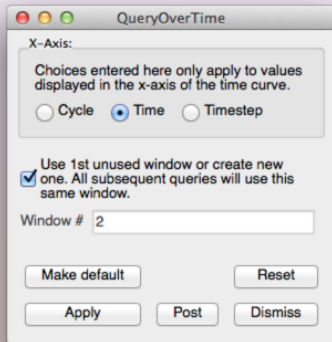 QueryOverTime
X-Axis:
Choices entered here only apply to values
displayed in the x-axis of the time curve.
Cycle Time Timestep
Use 1st unused window or create new
one. All subsequent queries will use this
same window.
Window # 2
Make default Reset
Apply Post Dismiss